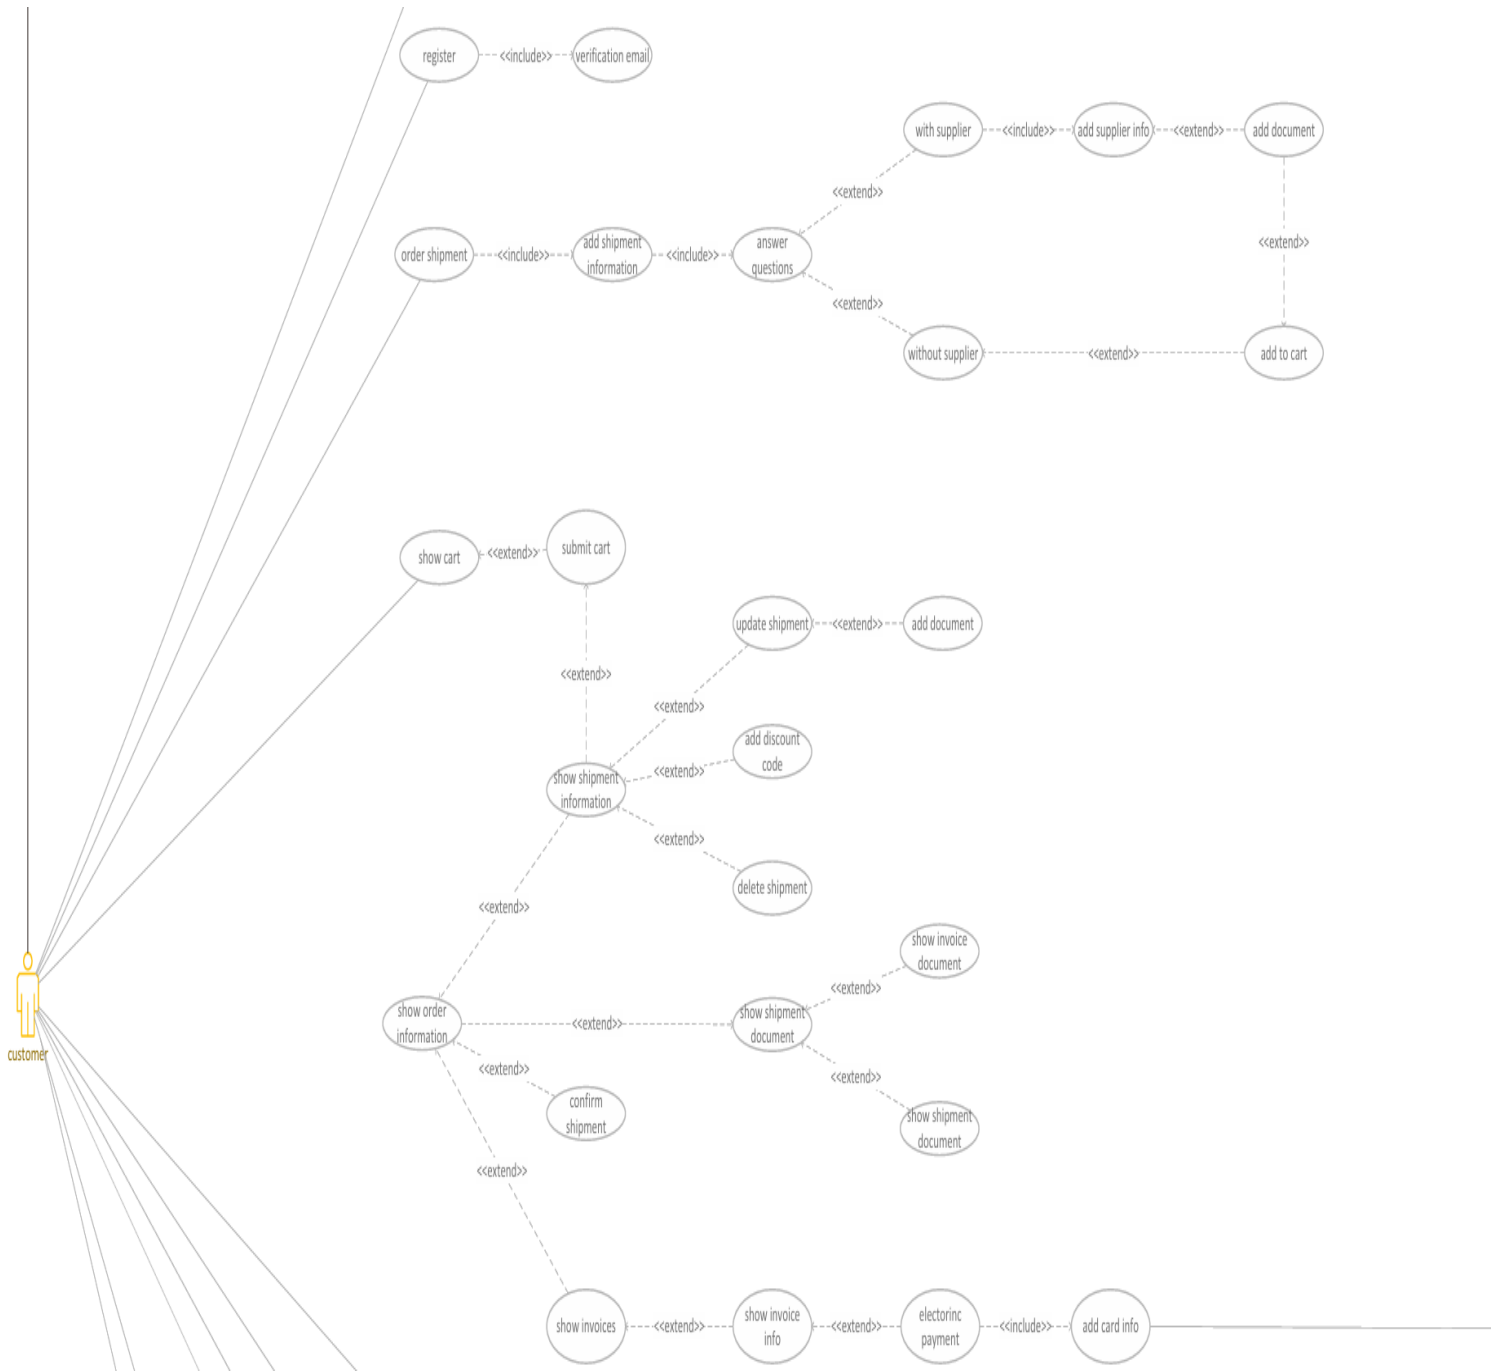 register
<<include>>
verification email
with supplier
<<include>>
add supplier info
<<extend>>
add document
<<extend>>
<<extend>>
order shipment
<<include>>
add shipment
information
<<include>>
answer
questions
<<extend>>
without supplier
<<extend>>
add to cart
show cart
<<extend>>
submit cart
<<extend>>
update shipment
<<extend>>
add document
<<extend>>
add discount
code
<<extend>>
show shipment
information
<<extend>>
delete shipment
<<extend>>
show invoice
document
<<extend>>
show order
information
<<extend>>
show shipment
document
<<extend>>
<<extend>>
confirm
shipment
show shipment
document
customer
<<extend>>
show invoices
<<extend>>
show invoice
info
<<extend>>
electorinc
payment
<<include>>
add card info